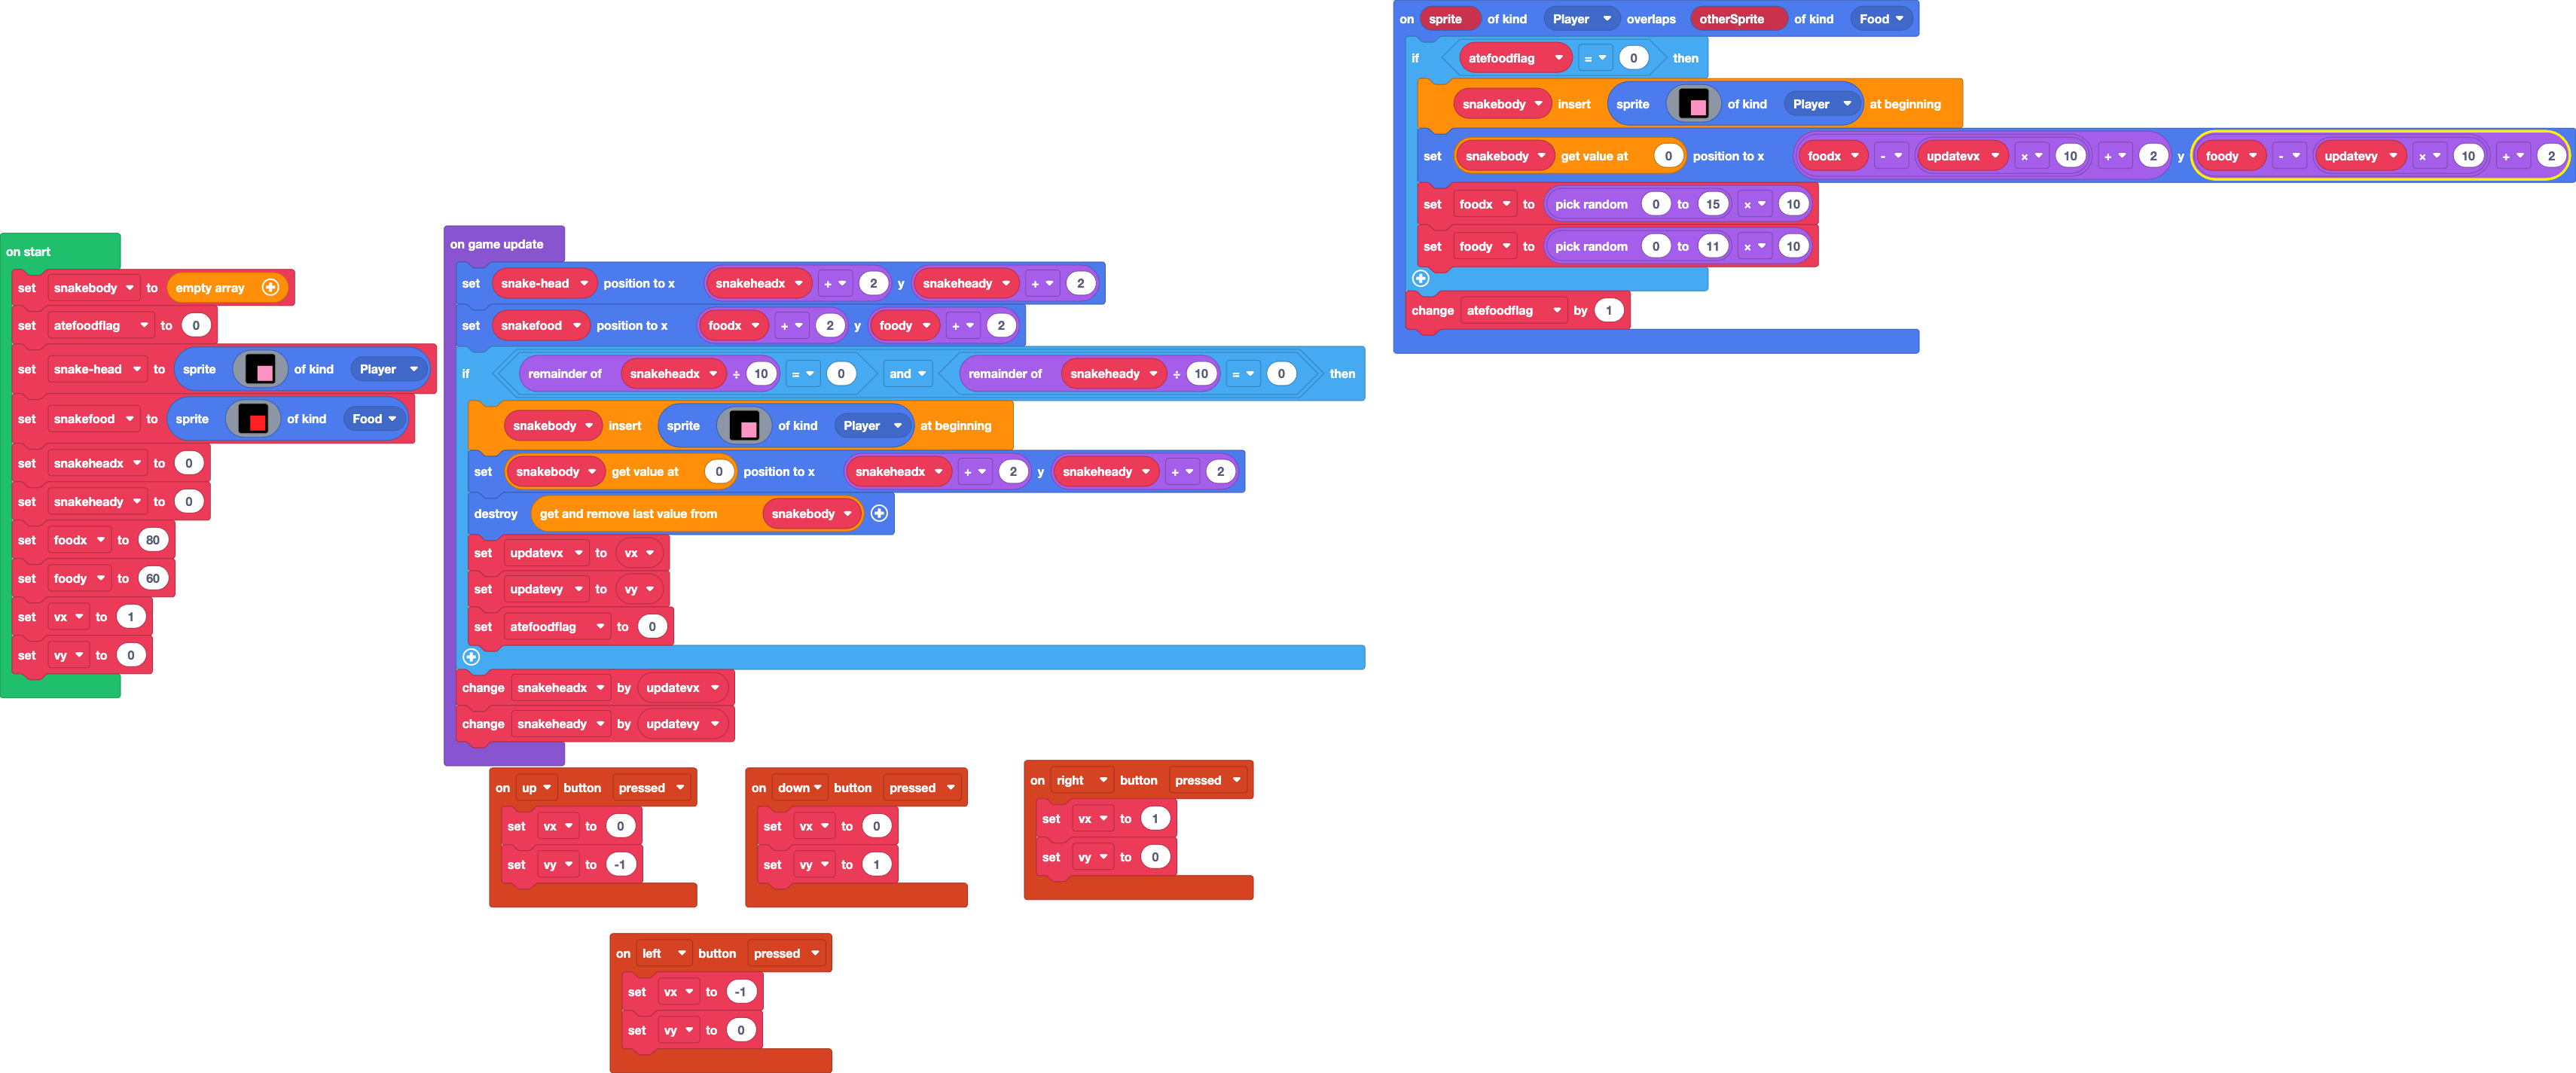 on start
set snakebody to empty array
set atefoodflag to 0
set snake-head to sprite of kind Player
set snakefood to sprite of kind Food
set snakeheadx to 0
set snakeheady to 0
set foodx to 80
set foody to 60
set vx to 1
set vy to 0
on game update
set snake-head position to x snakeheadx + 2 y snakeheady + 2
set snakefood position to x foodx + 2 y foody + 2
if remainder of snakeheadx ÷ 10 = 0 and remainder of snakeheady ÷ 10 = 0 then
snakebody insert sprite of kind Player at beginning
set snakebody get value at 0 position to x snakeheadx + 2 y snakeheady + 2
destroy get and remove last value from snakebody
set updatevx to vx
set updatevy to vy
set atefoodflag to 0
change snakeheadx by updatevx
change snakeheady by updatevy
on up button pressed
set vx to 0
set vy to -1
on down button pressed
set vx to 0
set vy to 1
on right button pressed
set vx to 1
set vy to 0
on left button pressed
set vx to -1
set vy to 0
on sprite of kind Player overlaps otherSprite of kind Food
if atefoodflag = 0 then
snakebody insert sprite of kind Player at beginning
set snakebody get value at 0 position to x foodx - updatevx × 10 + 2 y foody - updatevy × 10 + 2
set foodx to pick random 0 to 15 × 10
set foody to pick random 0 to 11 × 10
change atefoodflag by 1